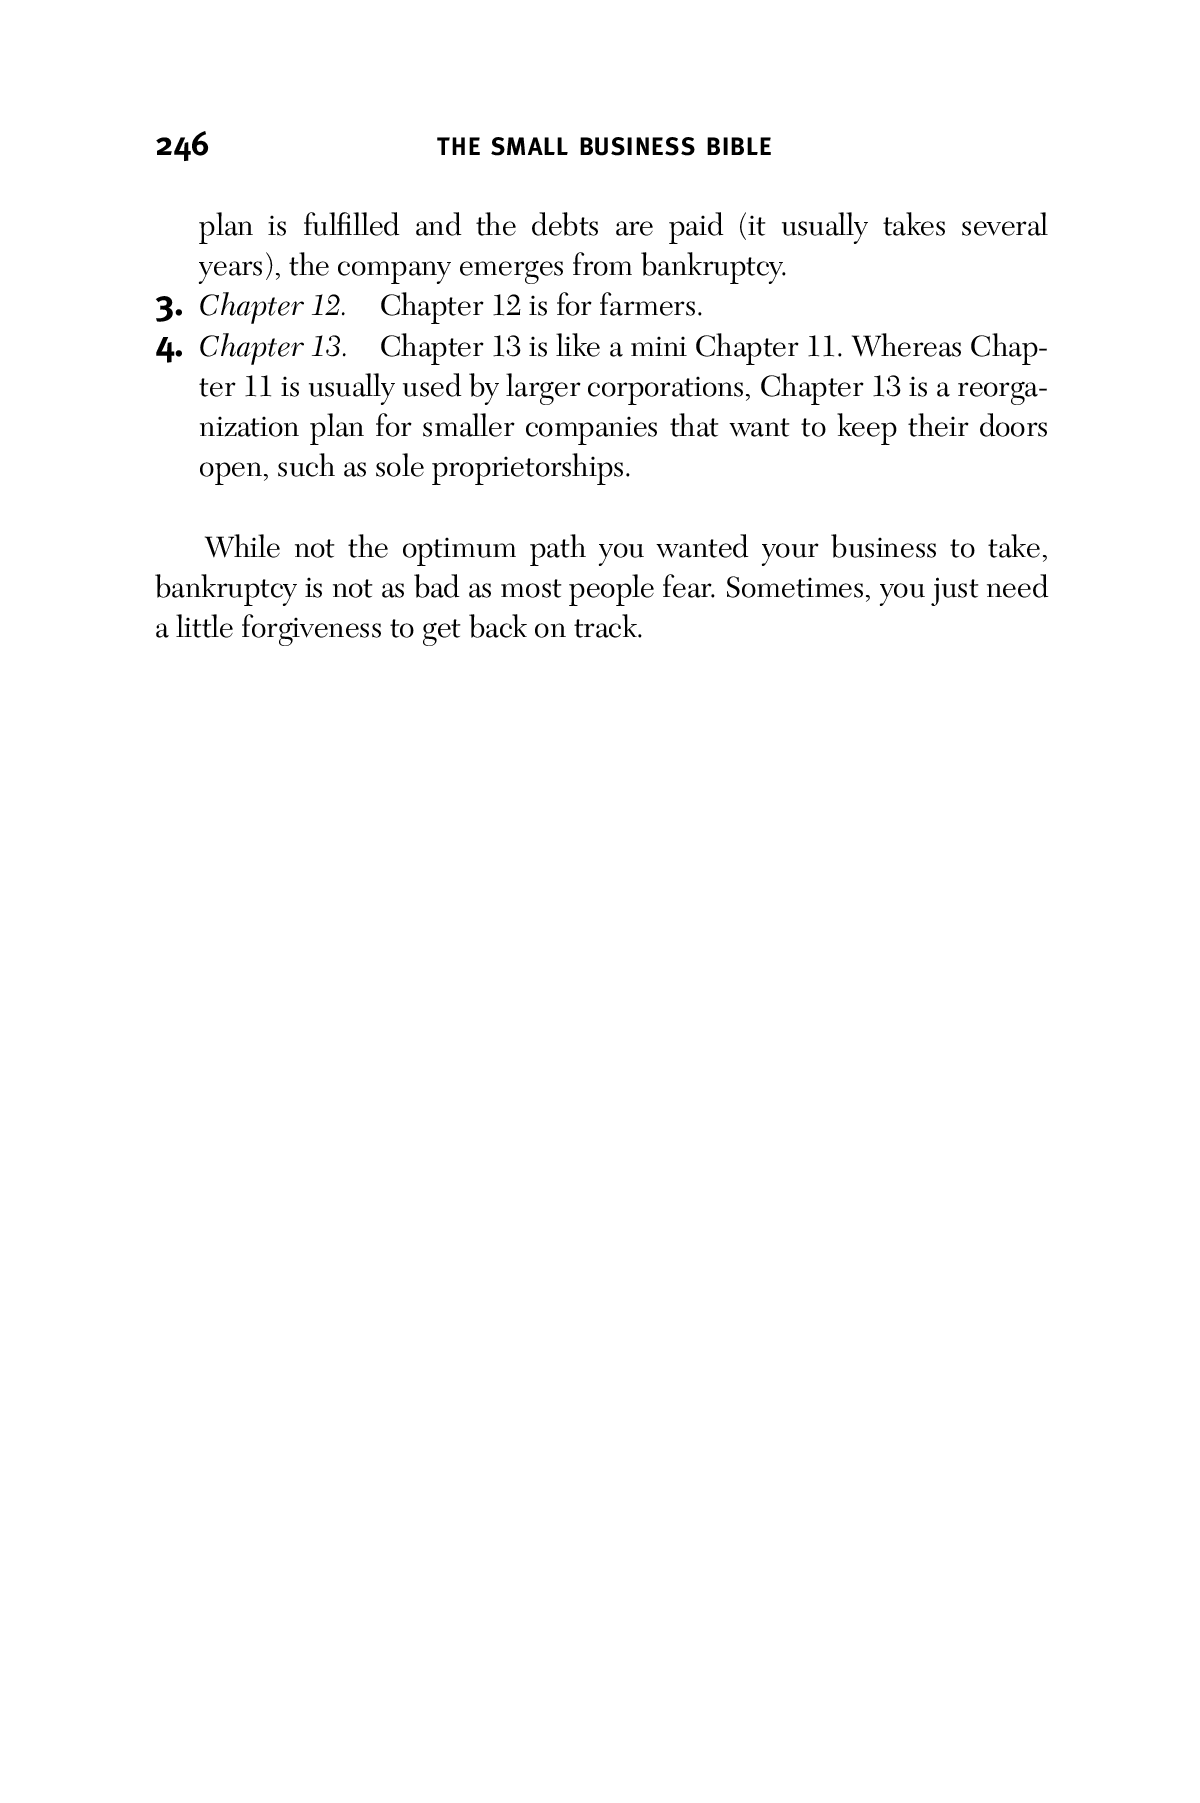 246 THE SMALL BUSINESS BIBLE
plan is fulfilled and the debts are paid (it usually takes several
years), the company emerges from bankruptcy.
3. Chapter 12. Chapter 12 is for farmers.
4. Chapter 13. Chapter 13 is like a mini Chapter 11. Whereas Chap-
ter 11 is usually used by larger corporations, Chapter 13 is a reorga-
nization plan for smaller companies that want to keep their doors
open, such as sole proprietorships.
While not the optimum path you wanted your business to take,
bankruptcy is not as bad as most people fear. Sometimes, you just need
a little forgiveness to get back on track.